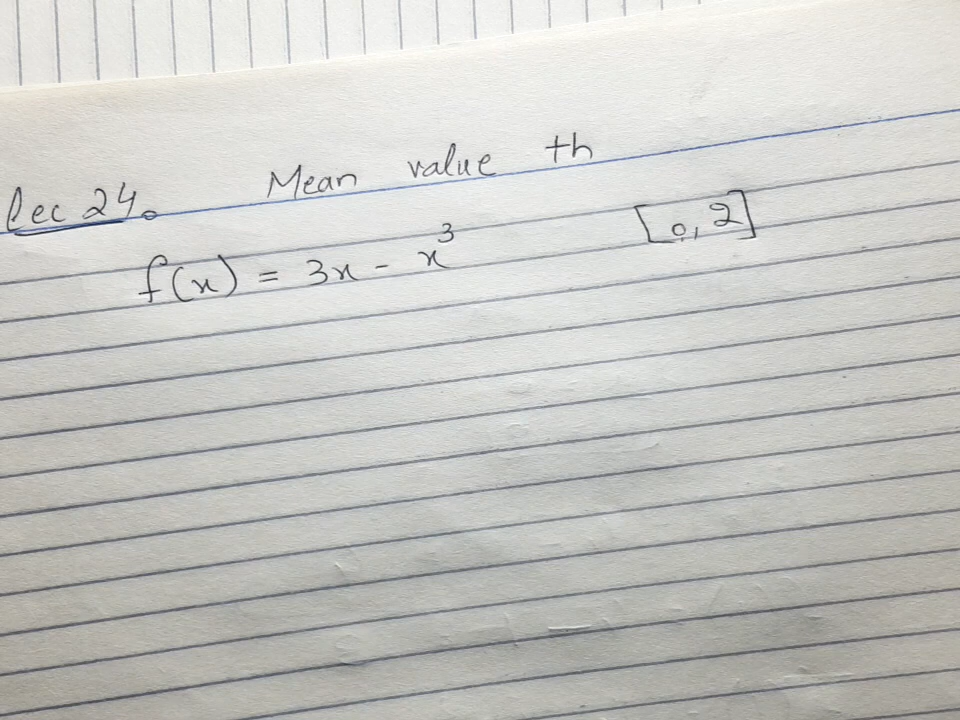 lec 24. Mean value th
f(x) = 3x - x³ [0, 2]